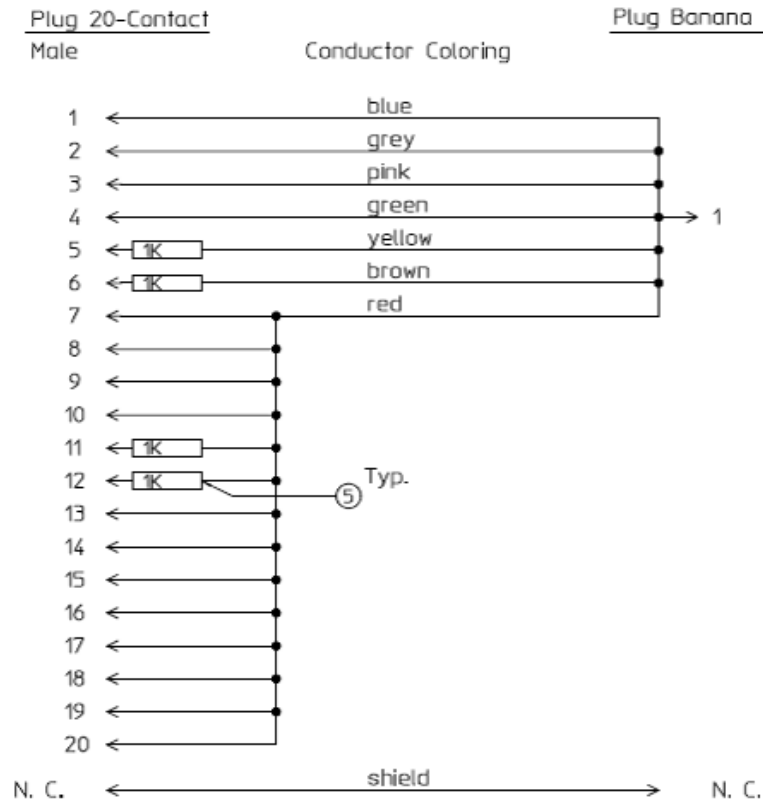 Plug 20-Contact Plug Banana
Male Conductor Coloring
1 blue
2 grey
3 pink
4 green 1
5 1K yellow
6 1K brown
7 red
8
9
10
11 1K
12 1K Typ.
5
13
14
15
16
17
18
19
20
N. C. shield N. C.